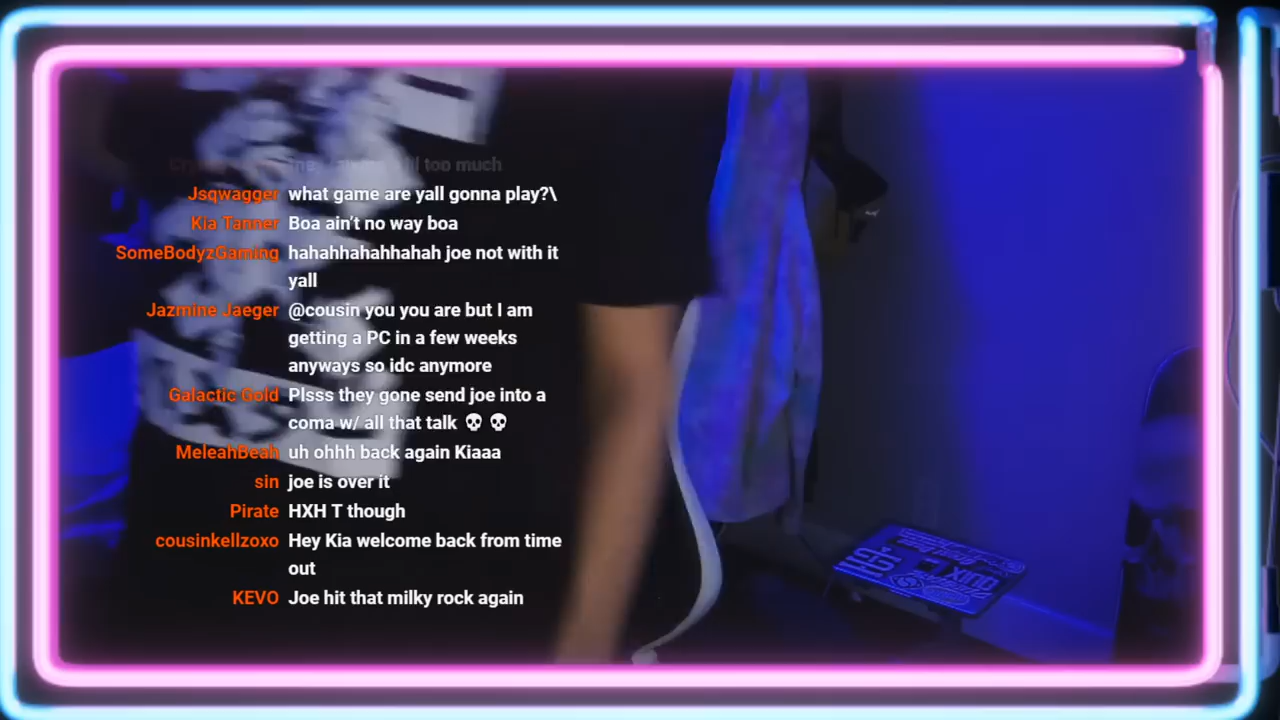 too much
Jsqwagger what game are yall gonna play?\
Kia Tanner Boa ain't no way boa
SomeBodyzGaming hahahhahahhahah joe not with it
yall
Jazmine Jaeger @cousin you you are but I am
getting a PC in a few weeks
anyways so idc anymore
Galactic Gold Plsss they gone send joe into a
coma w/ all that talk 💀 💀
MeleahBeah uh ohhh back again Kiaaa
sin joe is over it
Pirate HXH T though
cousinkellzoxo Hey Kia welcome back from time
out
KEVO Joe hit that milky rock again